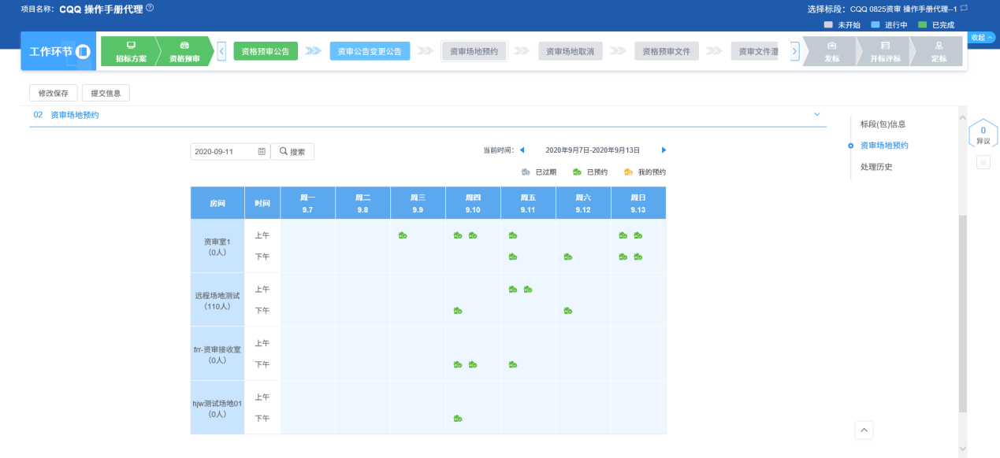 项目名称：CQQ 操作手册代理
选择标段：CQQ 0825资审 操作手册代理--1
未开始 进行中 已完成
收起
工作环节
招标方案
资格预审
资格预审公告
资审公告变更公告
资审场地预约
资审场地取消
资格预审文件
资审文件澄
发标
开标评标
定标
修改保存 提交信息
02 资审场地预约
标段(包)信息
资审场地预约
处理历史
0
异议
2020-09-11 搜索
当前时间： 2020年9月7日-2020年9月13日
已过期 已预约 我的预约
房间 时间 周一 周二 周三 周四 周五 周六 周日
9.7 9.8 9.9 9.10 9.11 9.12 9.13
资审室1
（0人）
上午
下午
远程场地测试
（110人）
上午
下午
frr-资审接收室
（0人）
上午
下午
hjw测试场地01
（0人）
上午
下午